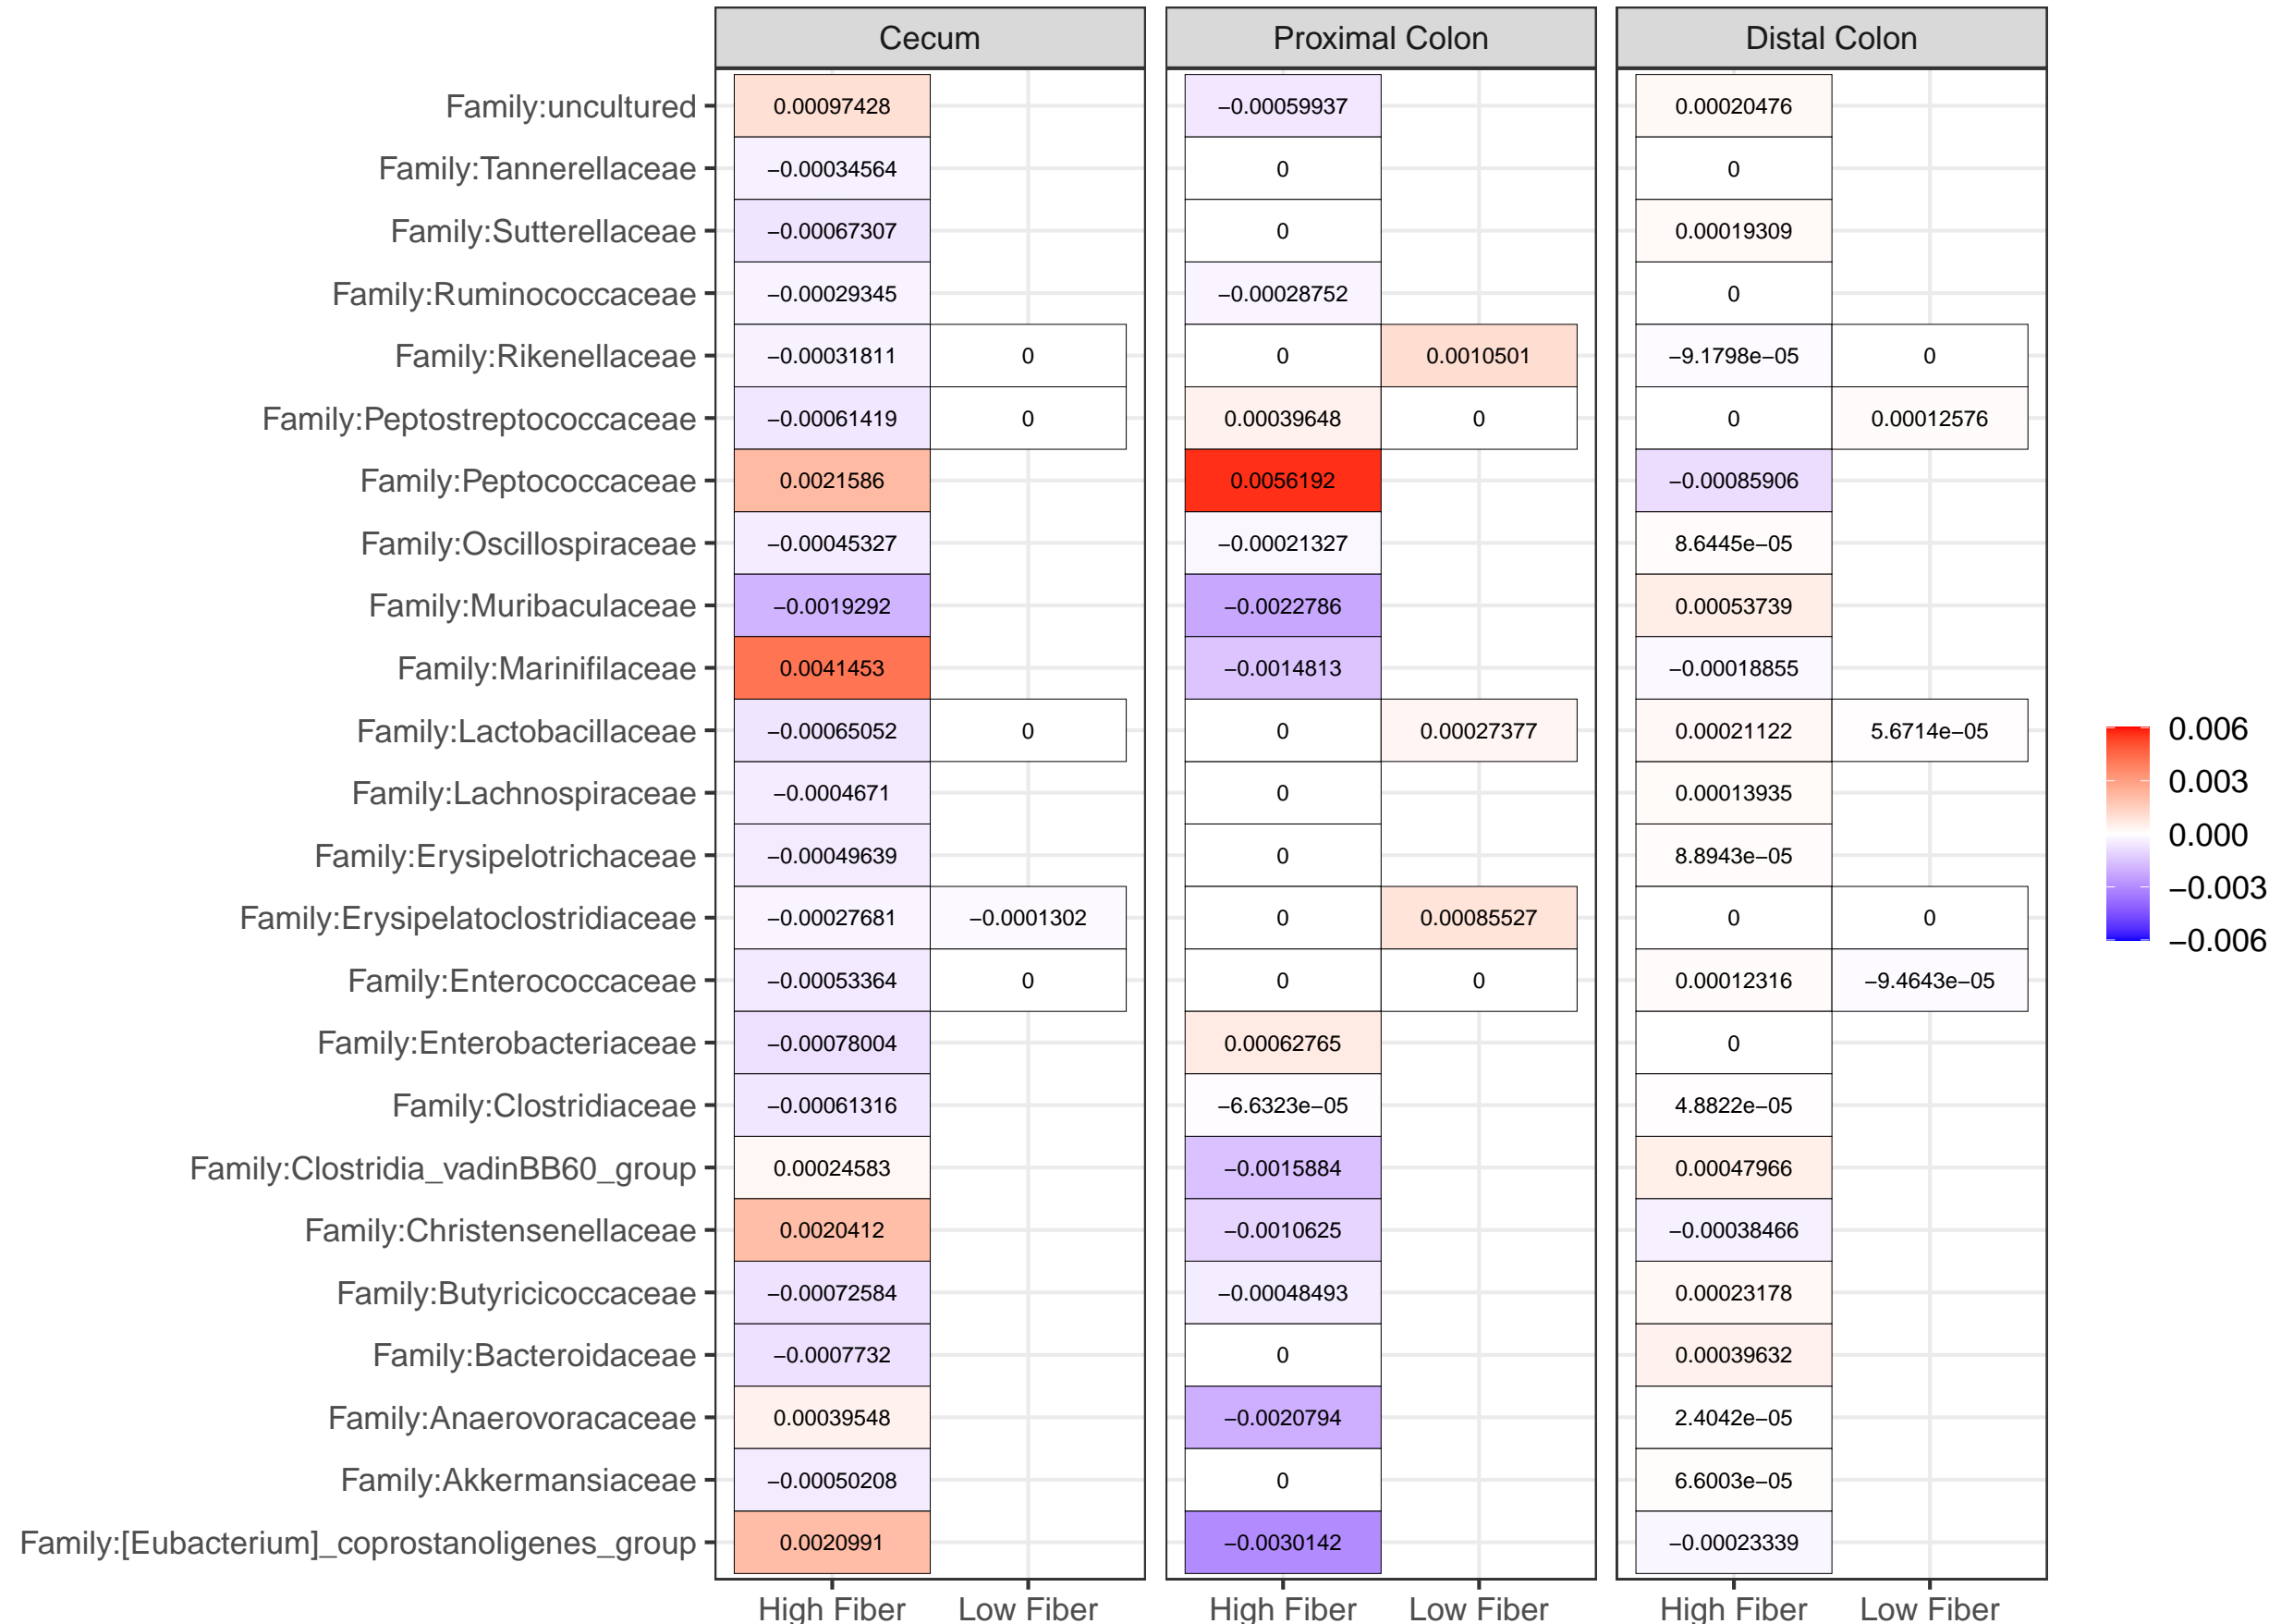 Cecum Proximal Colon Distal Colon
Family:uncultured 0.00097428 −0.00059937 0.00020476
Family:Tannerellaceae −0.00034564 0 0
Family:Sutterellaceae −0.00067307 0 0.00019309
Family:Ruminococcaceae −0.00029345 −0.00028752 0
Family:Rikenellaceae −0.00031811 0 0 0.0010501 −9.1798e−05 0
Family:Peptostreptococcaceae −0.00061419 0 0.00039648 0 0 0.00012576
Family:Peptococcaceae 0.0021586 0.0056192 −0.00085906
Family:Oscillospiraceae −0.00045327 −0.00021327 8.6445e−05
Family:Muribaculaceae −0.0019292 −0.0022786 0.00053739
Family:Marinifilaceae 0.0041453 −0.0014813 −0.00018855
Family:Lactobacillaceae −0.00065052 0 0 0.00027377 0.00021122 5.6714e−05
Family:Lachnospiraceae −0.0004671 0 0.00013935
Family:Erysipelotrichaceae −0.00049639 0 8.8943e−05
Family:Erysipelatoclostridiaceae −0.00027681 −0.0001302 0 0.00085527 0 0
Family:Enterococcaceae −0.00053364 0 0 0 0.00012316 −9.4643e−05
Family:Enterobacteriaceae −0.00078004 0.00062765 0
Family:Clostridiaceae −0.00061316 −6.6323e−05 4.8822e−05
Family:Clostridia_vadinBB60_group 0.00024583 −0.0015884 0.00047966
Family:Christensenellaceae 0.0020412 −0.0010625 −0.00038466
Family:Butyricicoccaceae −0.00072584 −0.00048493 0.00023178
Family:Bacteroidaceae −0.0007732 0 0.00039632
Family:Anaerovoracaceae 0.00039548 −0.0020794 2.4042e−05
Family:Akkermansiaceae −0.00050208 0 6.6003e−05
Family:[Eubacterium]_coprostanoligenes_group 0.0020991 −0.0030142 −0.00023339
High Fiber Low Fiber High Fiber Low Fiber High Fiber Low Fiber
0.006
0.003
0.000
−0.003
−0.006